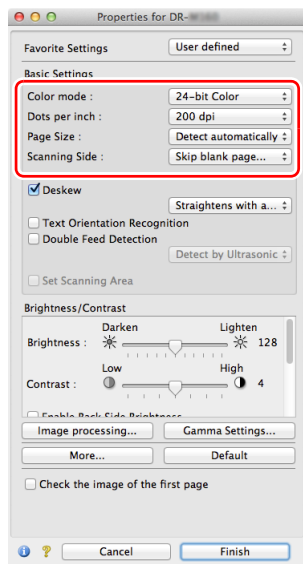 Properties for DR-
Favorite Settings User defined
Basic Settings
Color mode : 24-bit Color
Dots per inch : 200 dpi
Page Size : Detect automatically
Scanning Side : Skip blank page...
Deskew
Straightens with a...
Text Orientation Recognition
Double Feed Detection
Detect by Ultrasonic
Set Scanning Area
Brightness/Contrast
Darken Lighten
Brightness : 128
Low High
Contrast : 4
Enable Back Side Brightness
Image processing... Gamma Settings...
More... Default
Check the image of the first page
? Cancel Finish